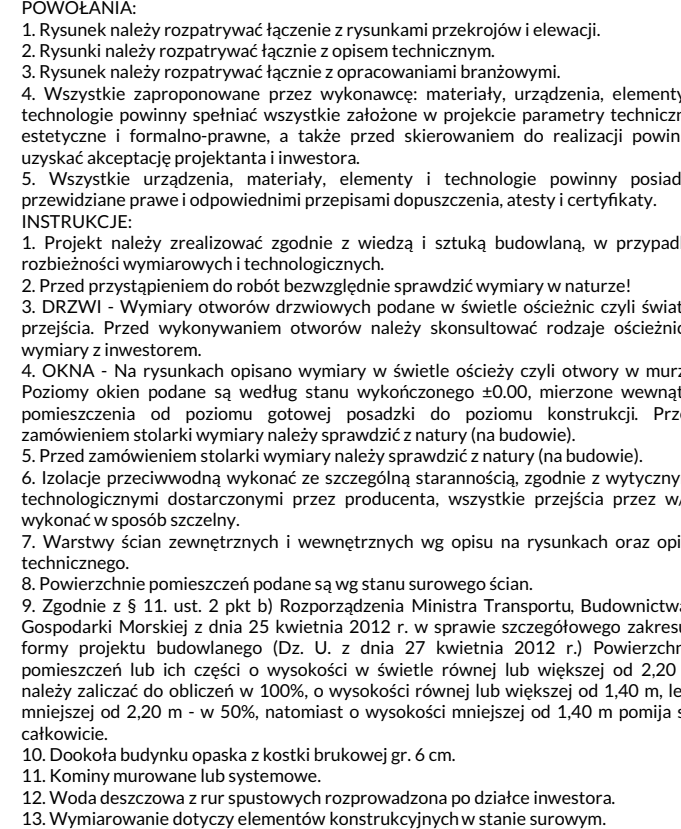 POWOŁANIA:
1. Rysunek należy rozpatrywać łączenie z rysunkami przekrojów i elewacji.
2. Rysunki należy rozpatrywać łącznie z opisem technicznym.
3. Rysunek należy rozpatrywać łącznie z opracowaniami branżowymi.
4. Wszystkie zaproponowane przez wykonawcę: materiały, urządzenia, elementy
technologie powinny spełniać wszystkie założone w projekcie parametry techniczn
estetyczne i formalno-prawne, a także przed skierowaniem do realizacji powin
uzyskać akceptację projektanta i inwestora.
5. Wszystkie urządzenia, materiały, elementy i technologie powinny posiad
przewidziane prawe i odpowiednimi przepisami dopuszczenia, atesty i certyfikaty.
INSTRUKCJE:
1. Projekt należy zrealizować zgodnie z wiedzą i sztuką budowlaną, w przypadk
rozbieżności wymiarowych i technologicznych.
2. Przed przystąpieniem do robót bezwzględnie sprawdzić wymiary w naturze!
3. DRZWI - Wymiary otworów drzwiowych podane w świetle ościeżnic czyli świat
przejścia. Przed wykonywaniem otworów należy skonsultować rodzaje ościeżnic
wymiary z inwestorem.
4. OKNA - Na rysunkach opisano wymiary w świetle ościeży czyli otwory w murz
Poziomy okien podane są według stanu wykończonego ±0.00, mierzone wewnąt
pomieszczenia od poziomu gotowej posadzki do poziomu konstrukcji. Prze
zamówieniem stolarki wymiary należy sprawdzić z natury (na budowie).
5. Przed zamówieniem stolarki wymiary należy sprawdzić z natury (na budowie).
6. Izolacje przeciwwodną wykonać ze szczególną starannością, zgodnie z wytyczny
technologicznymi dostarczonymi przez producenta, wszystkie przejścia przez w/
wykonać w sposób szczelny.
7. Warstwy ścian zewnętrznych i wewnętrznych wg opisu na rysunkach oraz opi
technicznego.
8. Powierzchnie pomieszczeń podane są wg stanu surowego ścian.
9. Zgodnie z § 11. ust. 2 pkt b) Rozporządzenia Ministra Transportu, Budownictwa
Gospodarki Morskiej z dnia 25 kwietnia 2012 r. w sprawie szczegółowego zakresu
formy projektu budowlanego (Dz. U. z dnia 27 kwietnia 2012 r.) Powierzchn
pomieszczeń lub ich części o wysokości w świetle równej lub większej od 2,20
należy zaliczać do obliczeń w 100%, o wysokości równej lub większej od 1,40 m, le
mniejszej od 2,20 m - w 50%, natomiast o wysokości mniejszej od 1,40 m pomija s
całkowicie.
10. Dookoła budynku opaska z kostki brukowej gr. 6 cm.
11. Kominy murowane lub systemowe.
12. Woda deszczowa z rur spustowych rozprowadzona po działce inwestora.
13. Wymiarowanie dotyczy elementów konstrukcyjnych w stanie surowym.